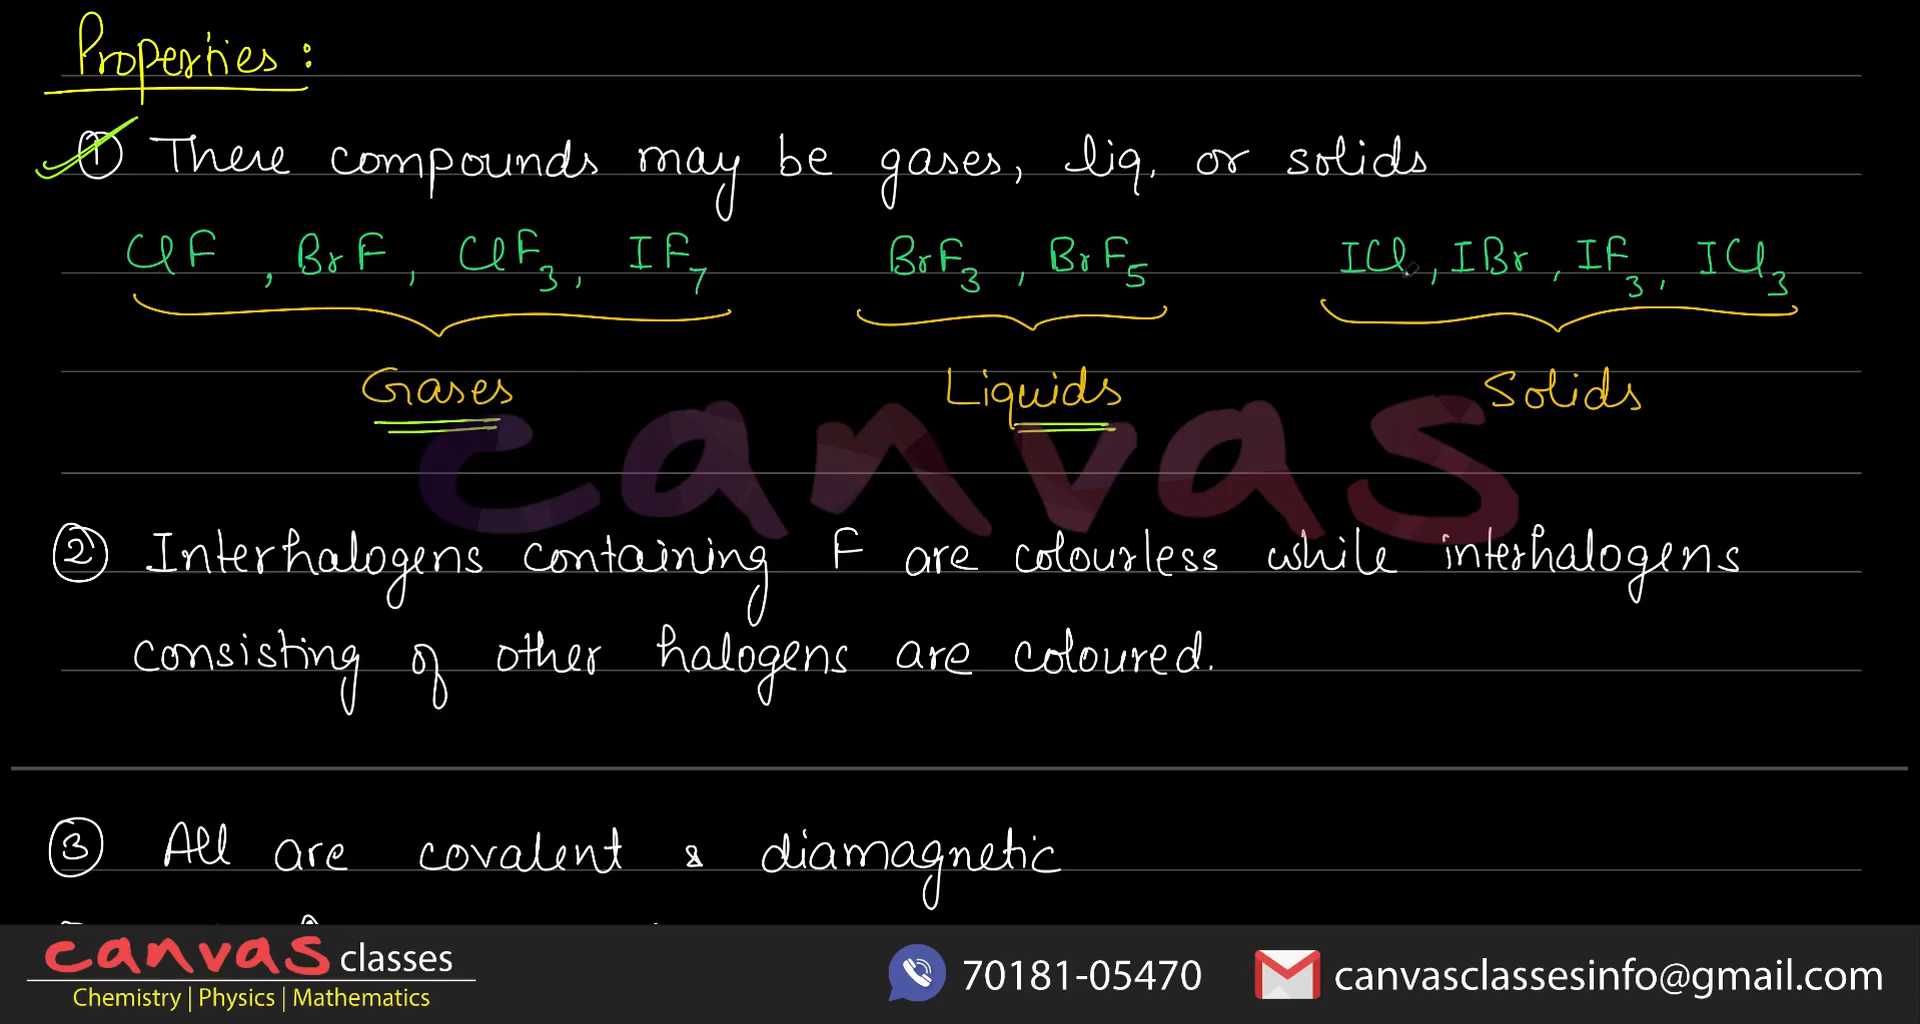 Properties :
① There compounds may be gases, liq. or solids
ClF, BrF, ClF₃, IF₇ BrF₃, BrF₅ ICl, IBr, IF₃, ICl₃
Gases Liquids Solids
canvas
② Interhalogens containing F are colourless while interhalogens
consisting of other halogens are coloured.
③ All are covalent & diamagnetic
canvas classes
Chemistry | Physics | Mathematics
70181-05470
canvasclassesinfo@gmail.com